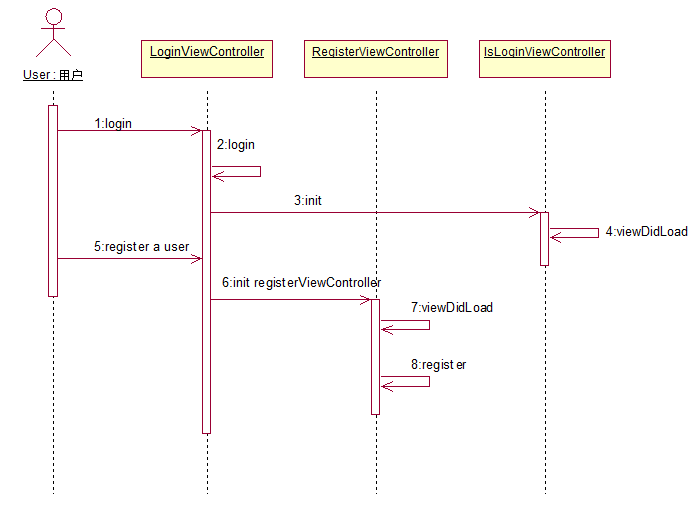 User : 用户
LoginViewController
RegisterViewController
IsLoginViewController
1:login
2:login
3:init
4:viewDidLoad
5:register a user
6:init registerViewController
7:viewDidLoad
8:register